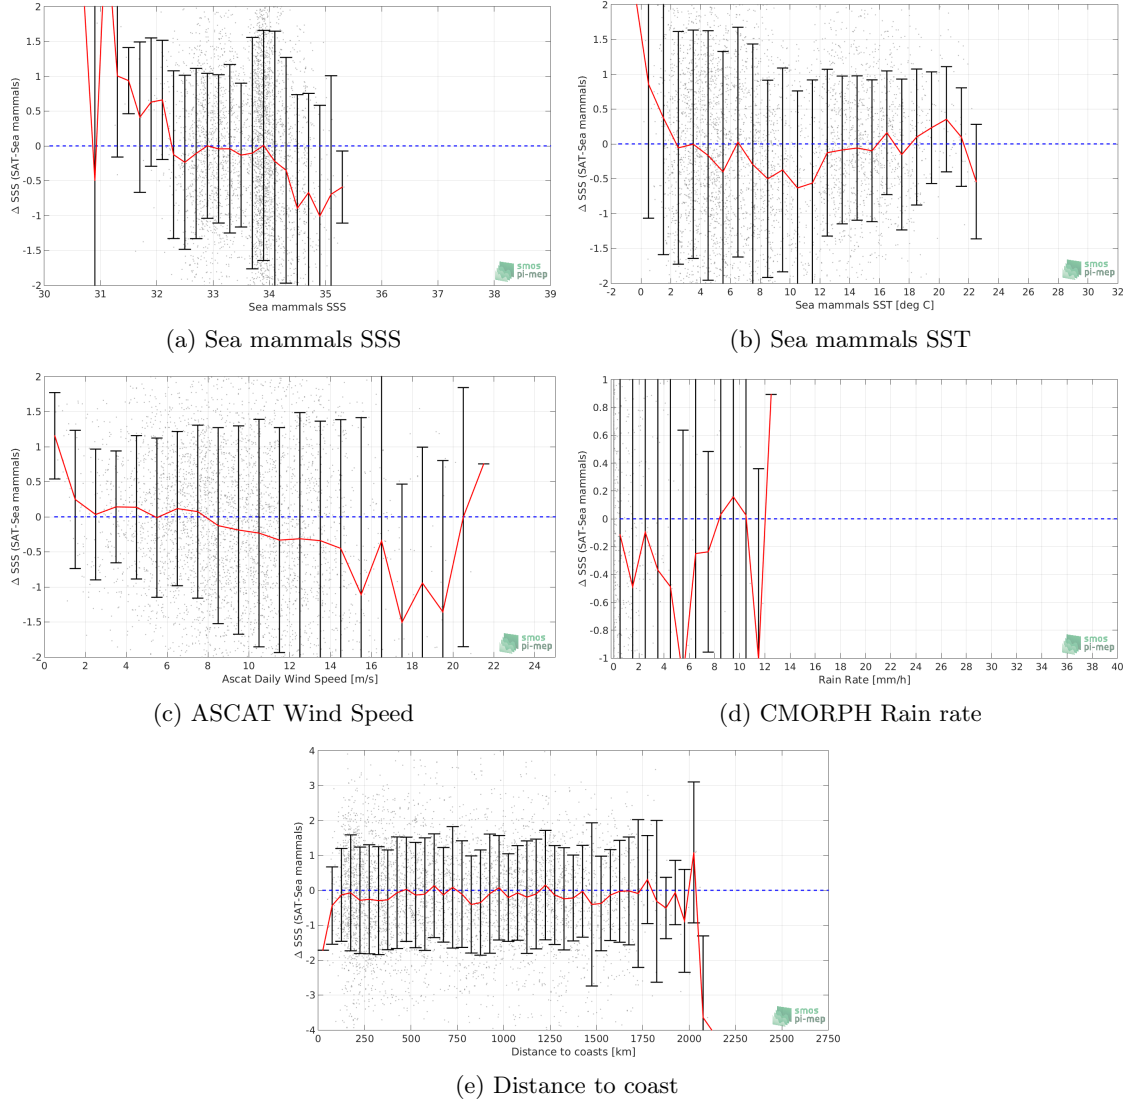 Δ SSS (SAT-Sea mammals)
2
1.5
1
0.5
0
-0.5
-1
-1.5
-2
30 31 32 33 34 35 36 37 38 39
Sea mammals SSS
smos
pi-mep
(a) Sea mammals SSS
Δ SSS (SAT-Sea mammals)
2
1.5
1
0.5
0
-0.5
-1
-1.5
-2
-2 0 2 4 6 8 10 12 14 16 18 20 22 24 26 28 30 32
Sea mammals SST [deg C]
smos
pi-mep
(b) Sea mammals SST
Δ SSS (SAT-Sea mammals)
2
1.5
1
0.5
0
-0.5
-1
-1.5
-2
0 2 4 6 8 10 12 14 16 18 20 22 24
Ascat Daily Wind Speed [m/s]
smos
pi-mep
(c) ASCAT Wind Speed
Δ SSS (SAT-Sea mammals)
1
0.8
0.6
0.4
0.2
0
-0.2
-0.4
-0.6
-0.8
-1
0 2 4 6 8 10 12 14 16 18 20 22 24 26 28 30 32 34 36 38 40
Rain Rate [mm/h]
smos
pi-mep
(d) CMORPH Rain rate
Δ SSS (SAT-Sea mammals)
4
3
2
1
0
-1
-2
-3
-4
0 250 500 750 1000 1250 1500 1750 2000 2250 2500 2750
Distance to coasts [km]
smos
pi-mep
(e) Distance to coast